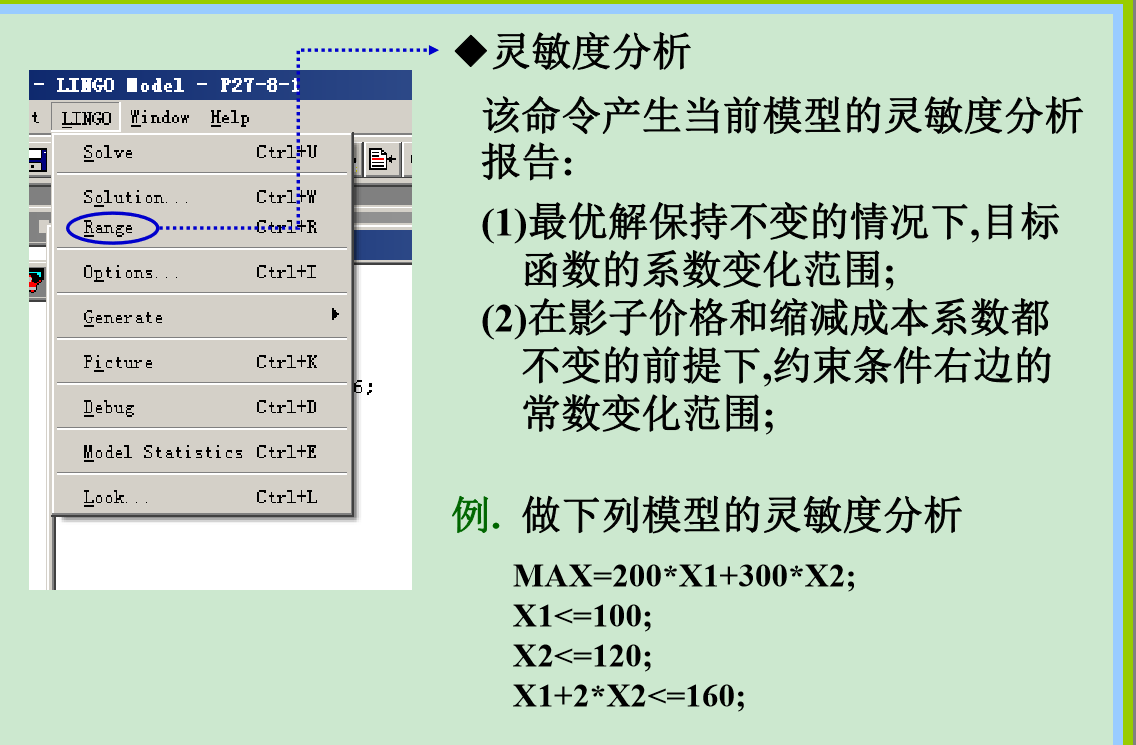 ◆灵敏度分析
- LINGO Model - P27-8-1
t LINGO Window Help
Solve Ctrl+U
Solution... Ctrl+W
Range Ctrl+R
Options... Ctrl+I
Generate
Picture Ctrl+K
6;
Debug Ctrl+D
Model Statistics Ctrl+E
Look... Ctrl+L
该命令产生当前模型的灵敏度分析
报告:
(1)最优解保持不变的情况下,目标
函数的系数变化范围;
(2)在影子价格和缩减成本系数都
不变的前提下,约束条件右边的
常数变化范围;
例. 做下列模型的灵敏度分析
MAX=200*X1+300*X2;
X1<=100;
X2<=120;
X1+2*X2<=160;